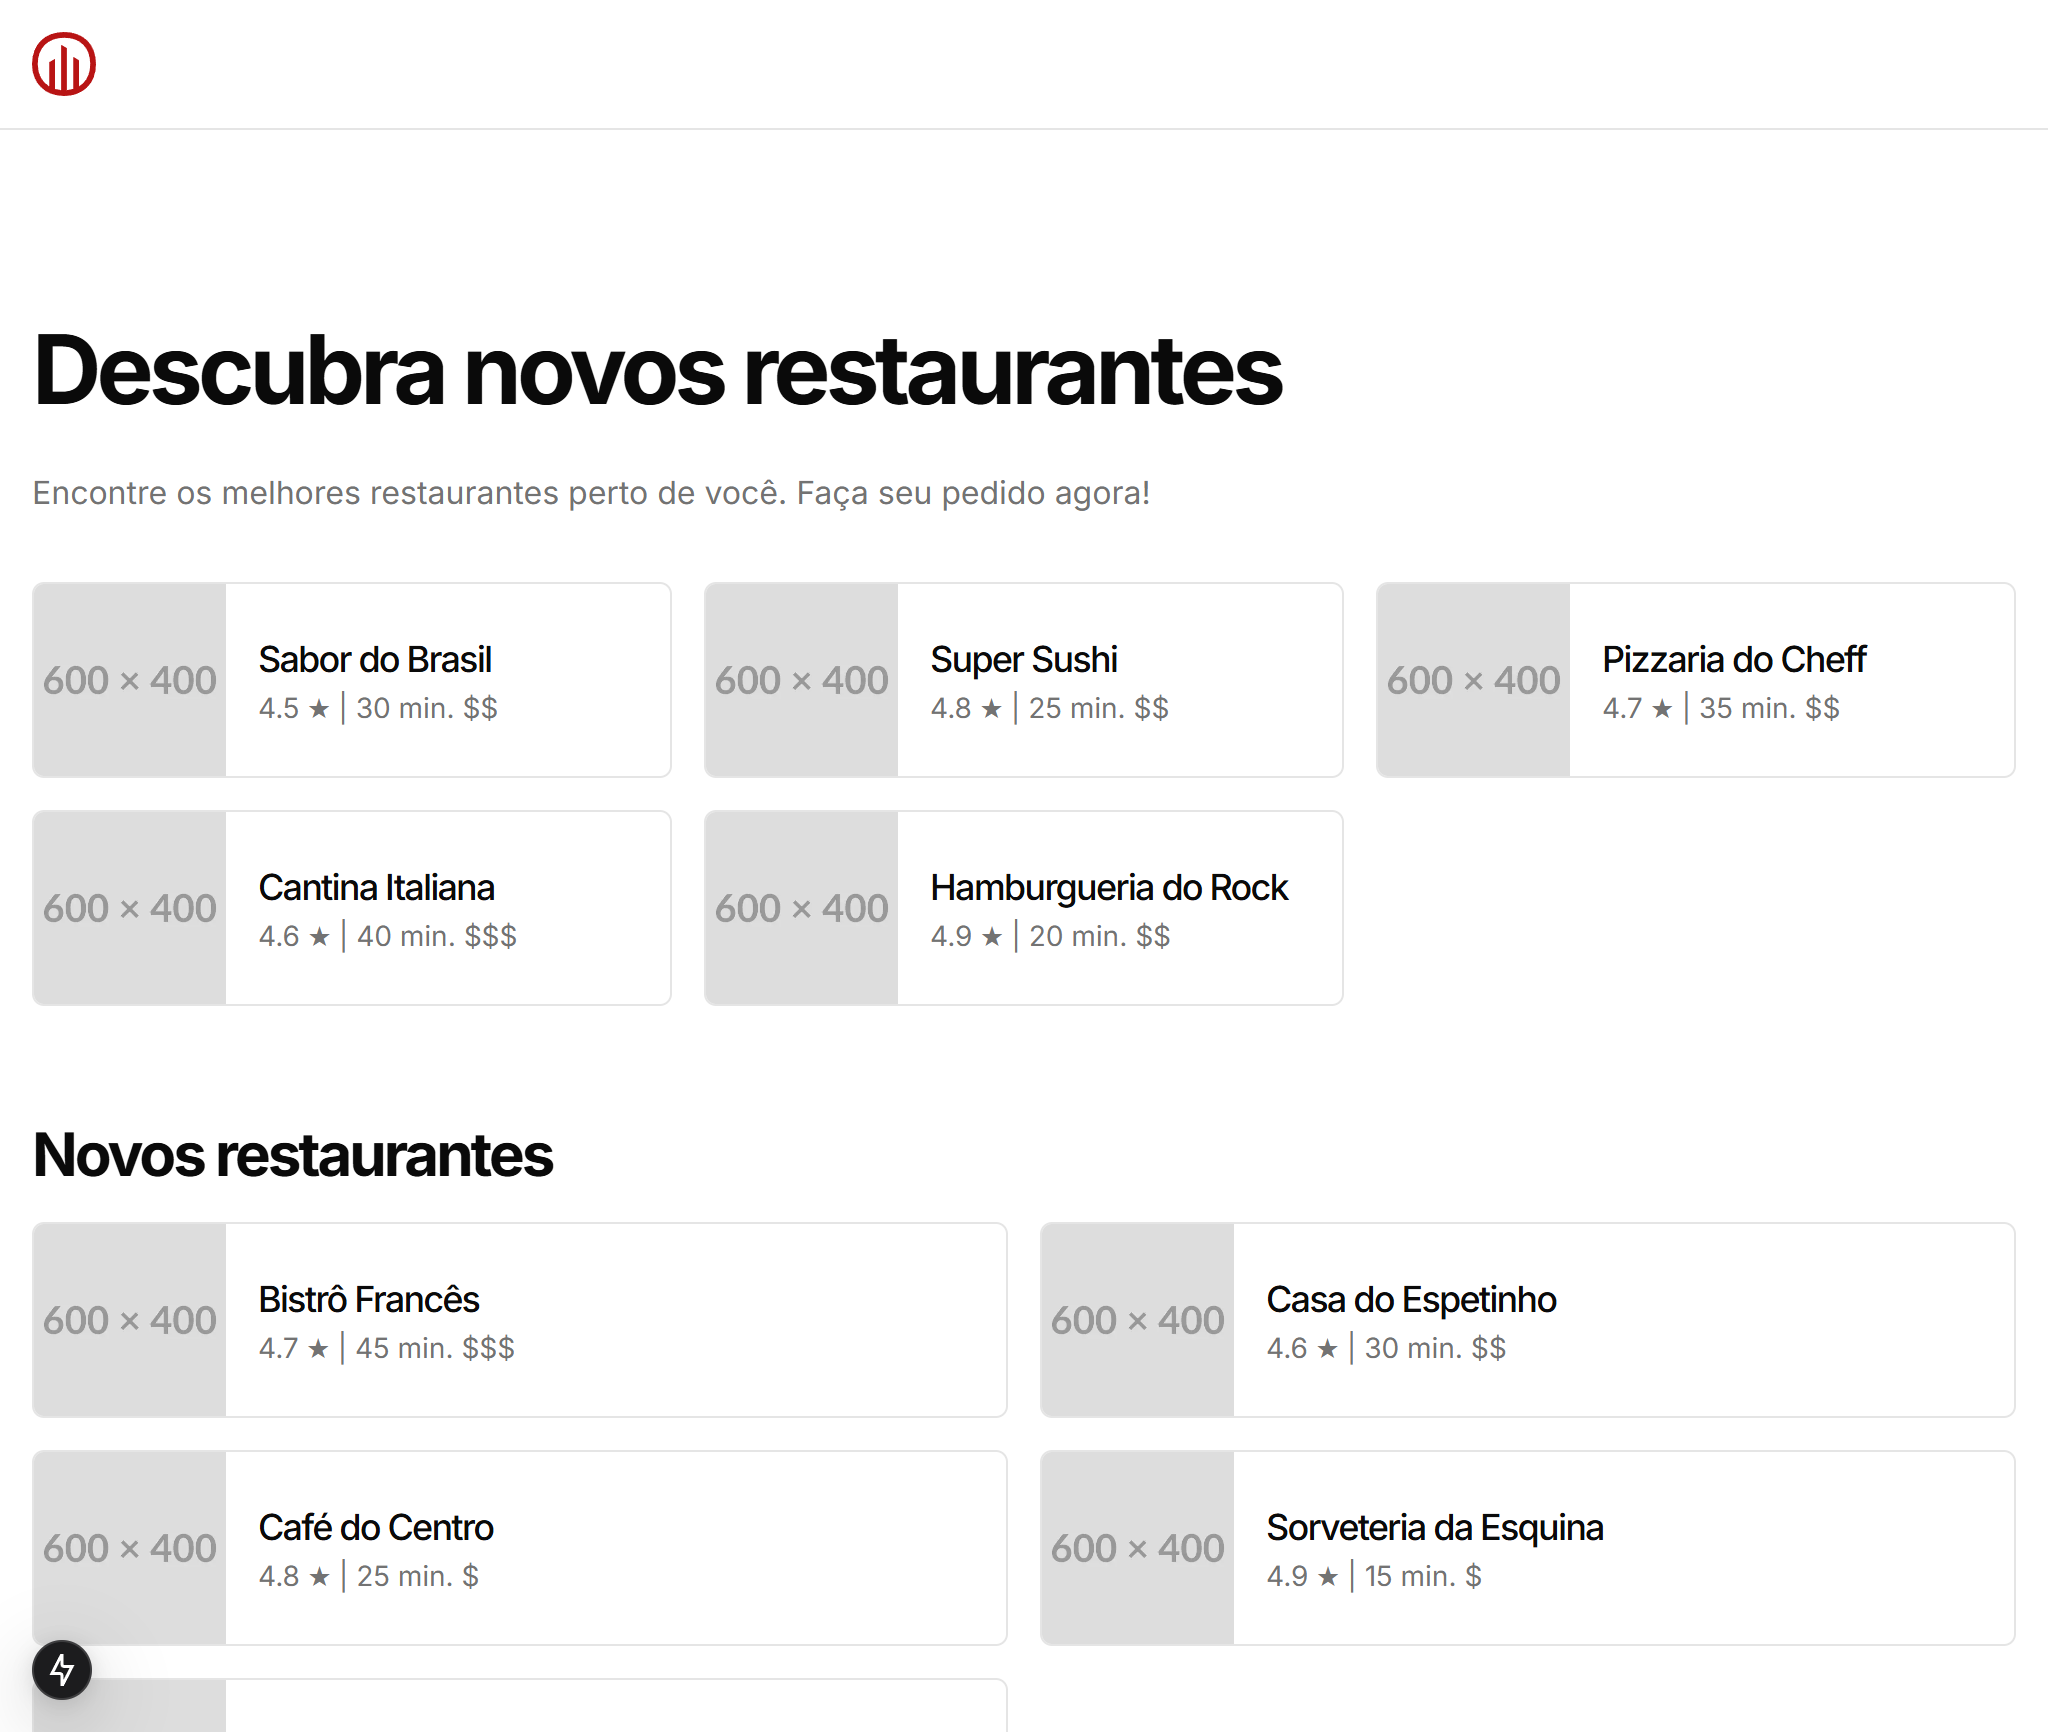 Descubra novos restaurantes
Encontre os melhores restaurantes perto de você. Faça seu pedido agora!
600 × 400
Sabor do Brasil
4.5 ★ | 30 min. $$
600 × 400
Super Sushi
4.8 ★ | 25 min. $$
600 × 400
Pizzaria do Cheff
4.7 ★ | 35 min. $$
600 × 400
Cantina Italiana
4.6 ★ | 40 min. $$$
600 × 400
Hamburgueria do Rock
4.9 ★ | 20 min. $$
Novos restaurantes
600 × 400
Bistrô Francês
4.7 ★ | 45 min. $$$
600 × 400
Casa do Espetinho
4.6 ★ | 30 min. $$
600 × 400
Café do Centro
4.8 ★ | 25 min. $
600 × 400
Sorveteria da Esquina
4.9 ★ | 15 min. $